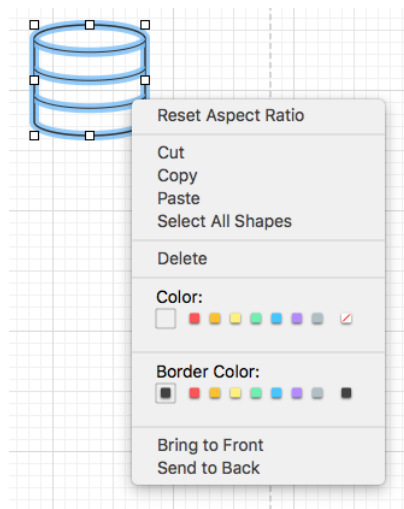 Reset Aspect Ratio
Cut
Copy
Paste
Select All Shapes
Delete
Color:
Border Color:
Bring to Front
Send to Back